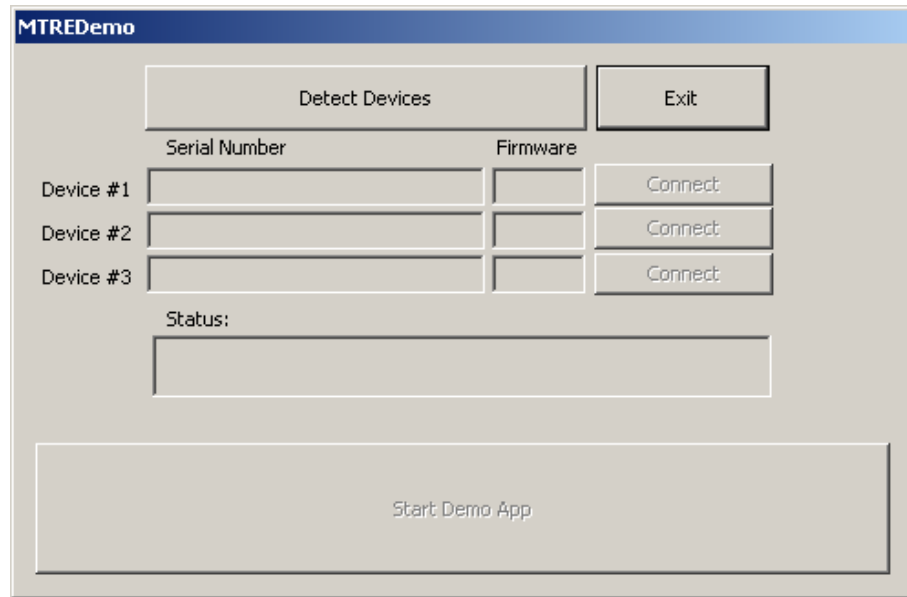 MTREDemo
Detect Devices Exit
Serial Number Firmware
Device #1 Connect
Device #2 Connect
Device #3 Connect
Status:
Start Demo App